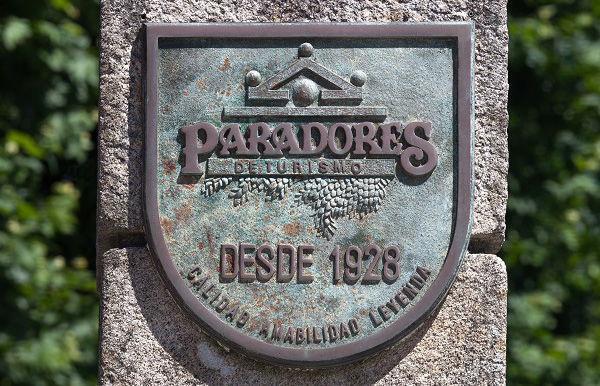 PARADORES
DE TURISMO
DESDE 1928
CALIDAD AMABILIDAD LEYENDA